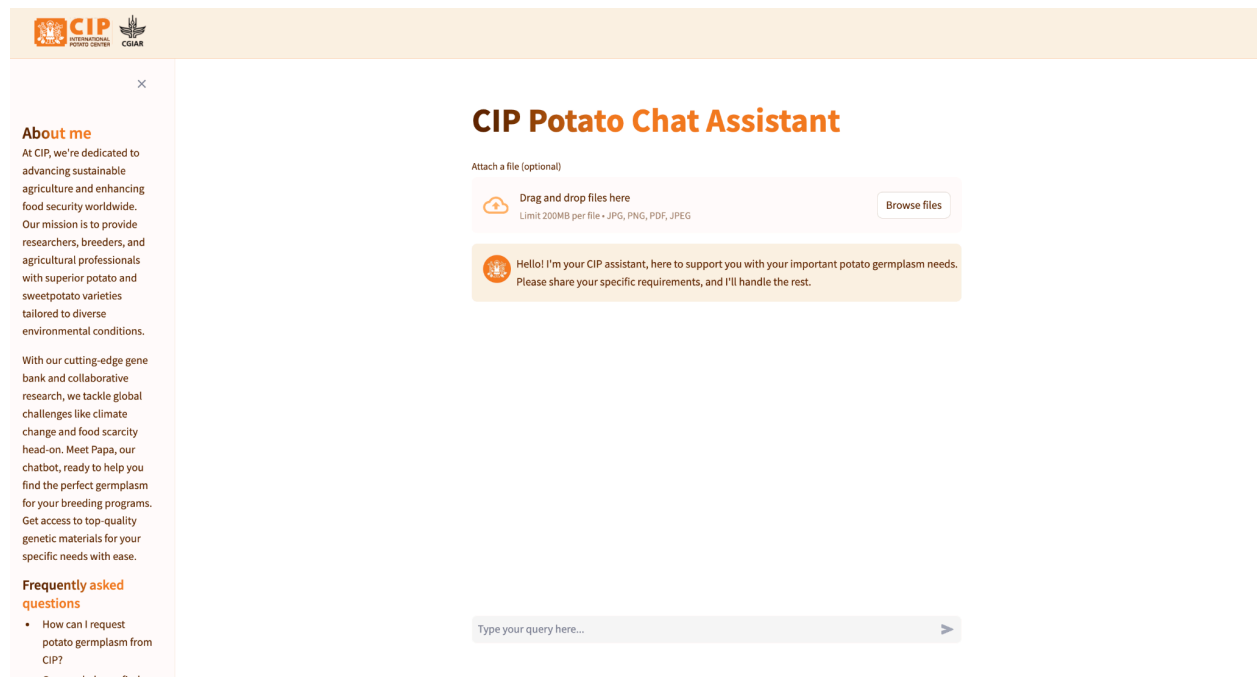 CIP
INTERNATIONAL
POTATO CENTER
CGIAR
×
About me
At CIP, we're dedicated to
advancing sustainable
agriculture and enhancing
food security worldwide.
Our mission is to provide
researchers, breeders, and
agricultural professionals
with superior potato and
sweetpotato varieties
tailored to diverse
environmental conditions.
With our cutting-edge gene
bank and collaborative
research, we tackle global
challenges like climate
change and food scarcity
head-on. Meet Papa, our
chatbot, ready to help you
find the perfect germplasm
for your breeding programs.
Get access to top-quality
genetic materials for your
specific needs with ease.
Frequently asked
questions
• How can I request
potato germplasm from
CIP?
CIP Potato Chat Assistant
Attach a file (optional)
Drag and drop files here
Limit 200MB per file • JPG, PNG, PDF, JPEG
Browse files
Hello! I'm your CIP assistant, here to support you with your important potato germplasm needs.
Please share your specific requirements, and I'll handle the rest.
Type your query here...